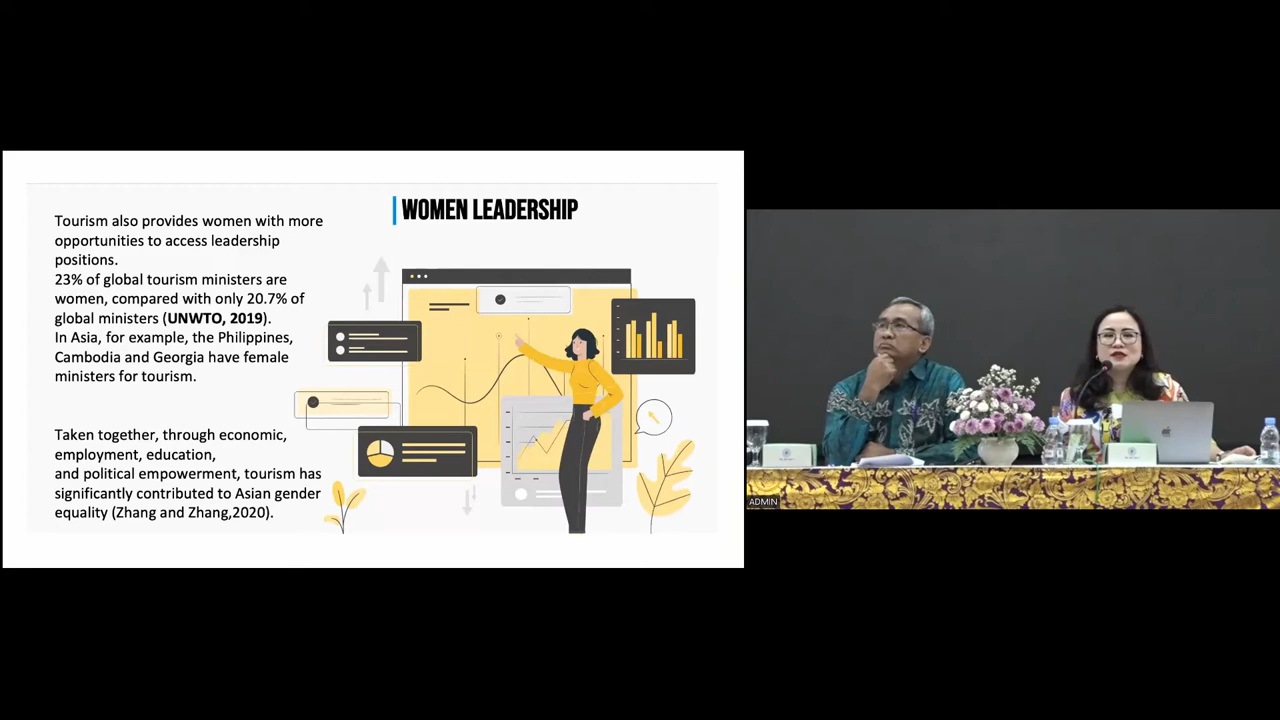 WOMEN LEADERSHIP
Tourism also provides women with more
opportunities to access leadership
positions.
23% of global tourism ministers are
women, compared with only 20.7% of
global ministers (UNWTO, 2019).
In Asia, for example, the Philippines,
Cambodia and Georgia have female
ministers for tourism.
Taken together, through economic,
employment, education,
and political empowerment, tourism has
significantly contributed to Asian gender
equality (Zhang and Zhang,2020).
ADMIN